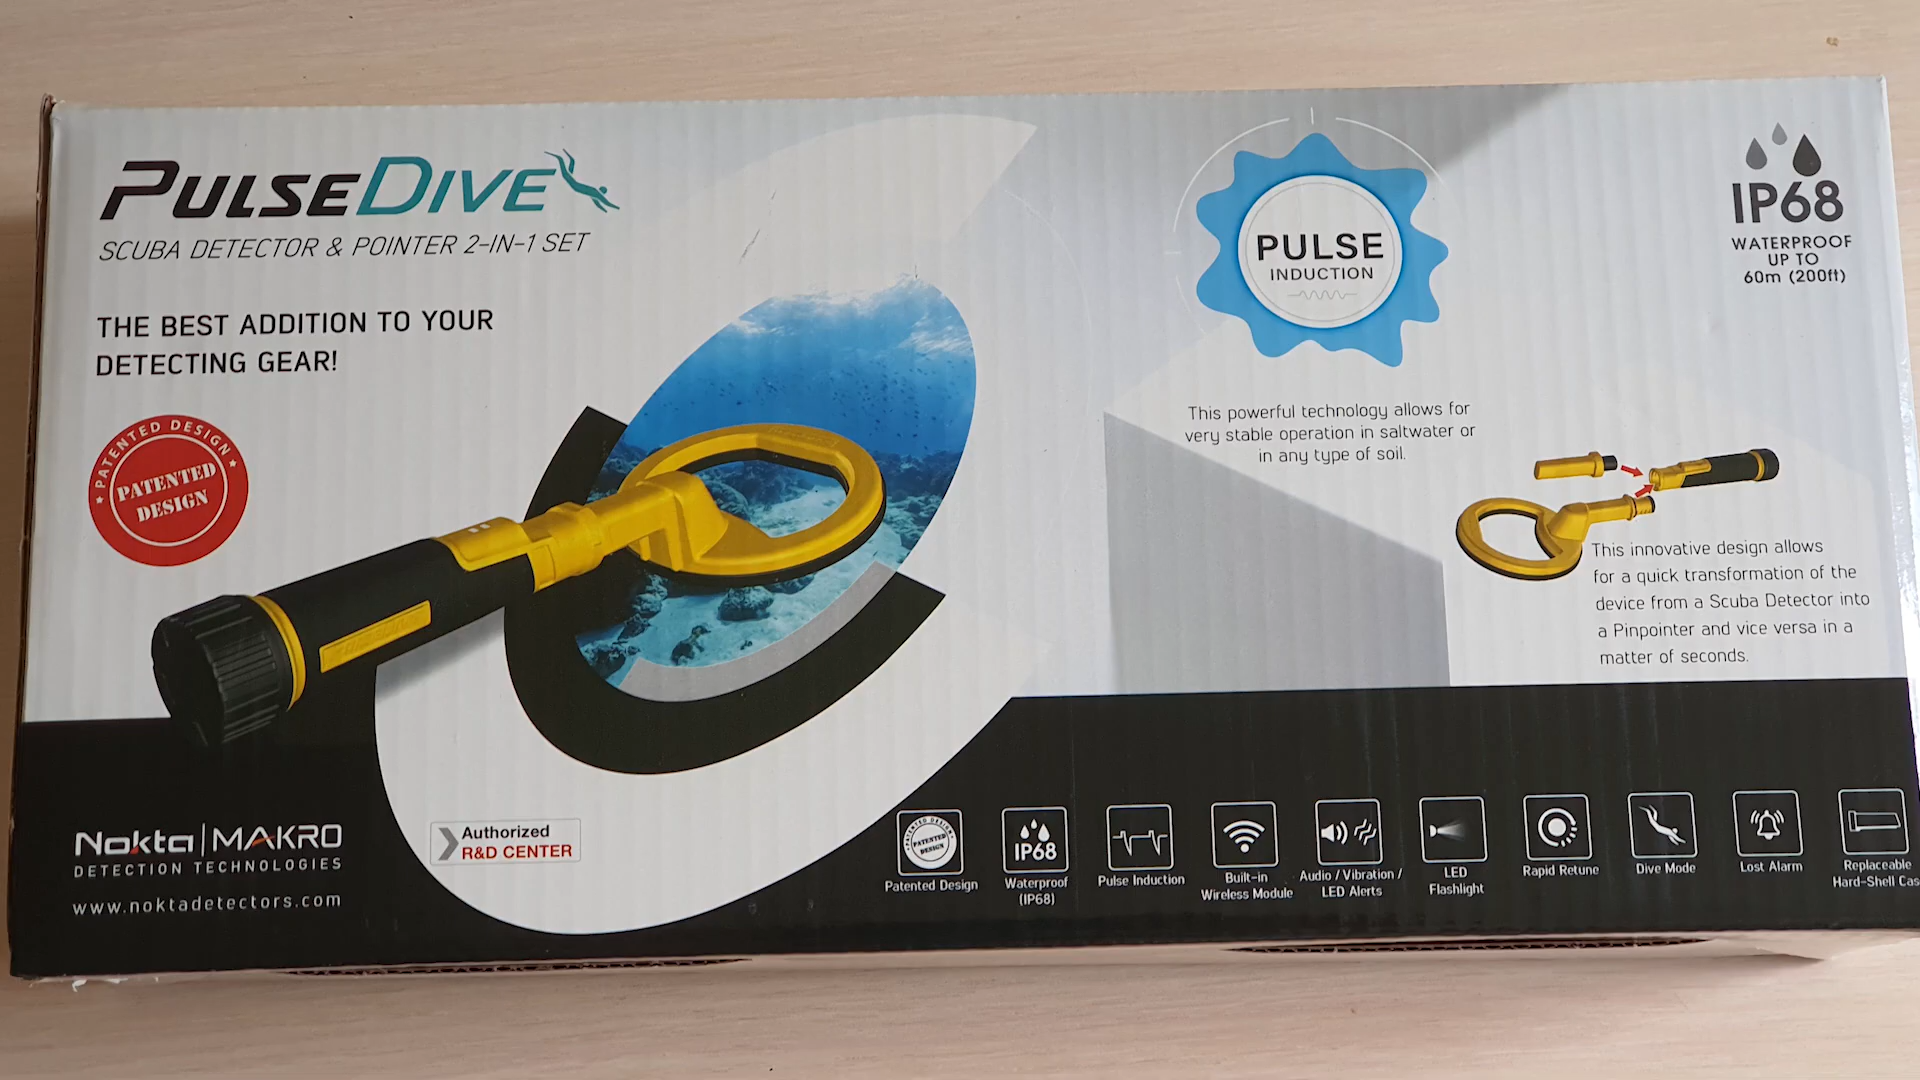 PULSEDIVE
SCUBA DETECTOR & POINTER 2-IN-1 SET
THE BEST ADDITION TO YOUR
DETECTING GEAR!
PATENTED DESIGN
PATENTED
DESIGN
PULSE
INDUCTION
IP68
WATERPROOF
UP TO
60m (200ft)
This powerful technology allows for
very stable operation in saltwater or
in any type of soil.
This innovative design allows
for a quick transformation of the
device from a Scuba Detector into
a Pinpointer and vice versa in a
matter of seconds.
Nokta|MAKRO
DETECTION TECHNOLOGIES
www.noktadetectors.com
Authorized
R&D CENTER
PATENTED DESIGN
PATENTED
DESIGN
Patented Design
IP68
Waterproof
(IP68)
Pulse Induction
Built-in
Wireless Module
Audio / Vibration /
LED Alerts
LED
Flashlight
Rapid Retune
Dive Mode
Lost Alarm
Replaceable
Hard-Shell Cas